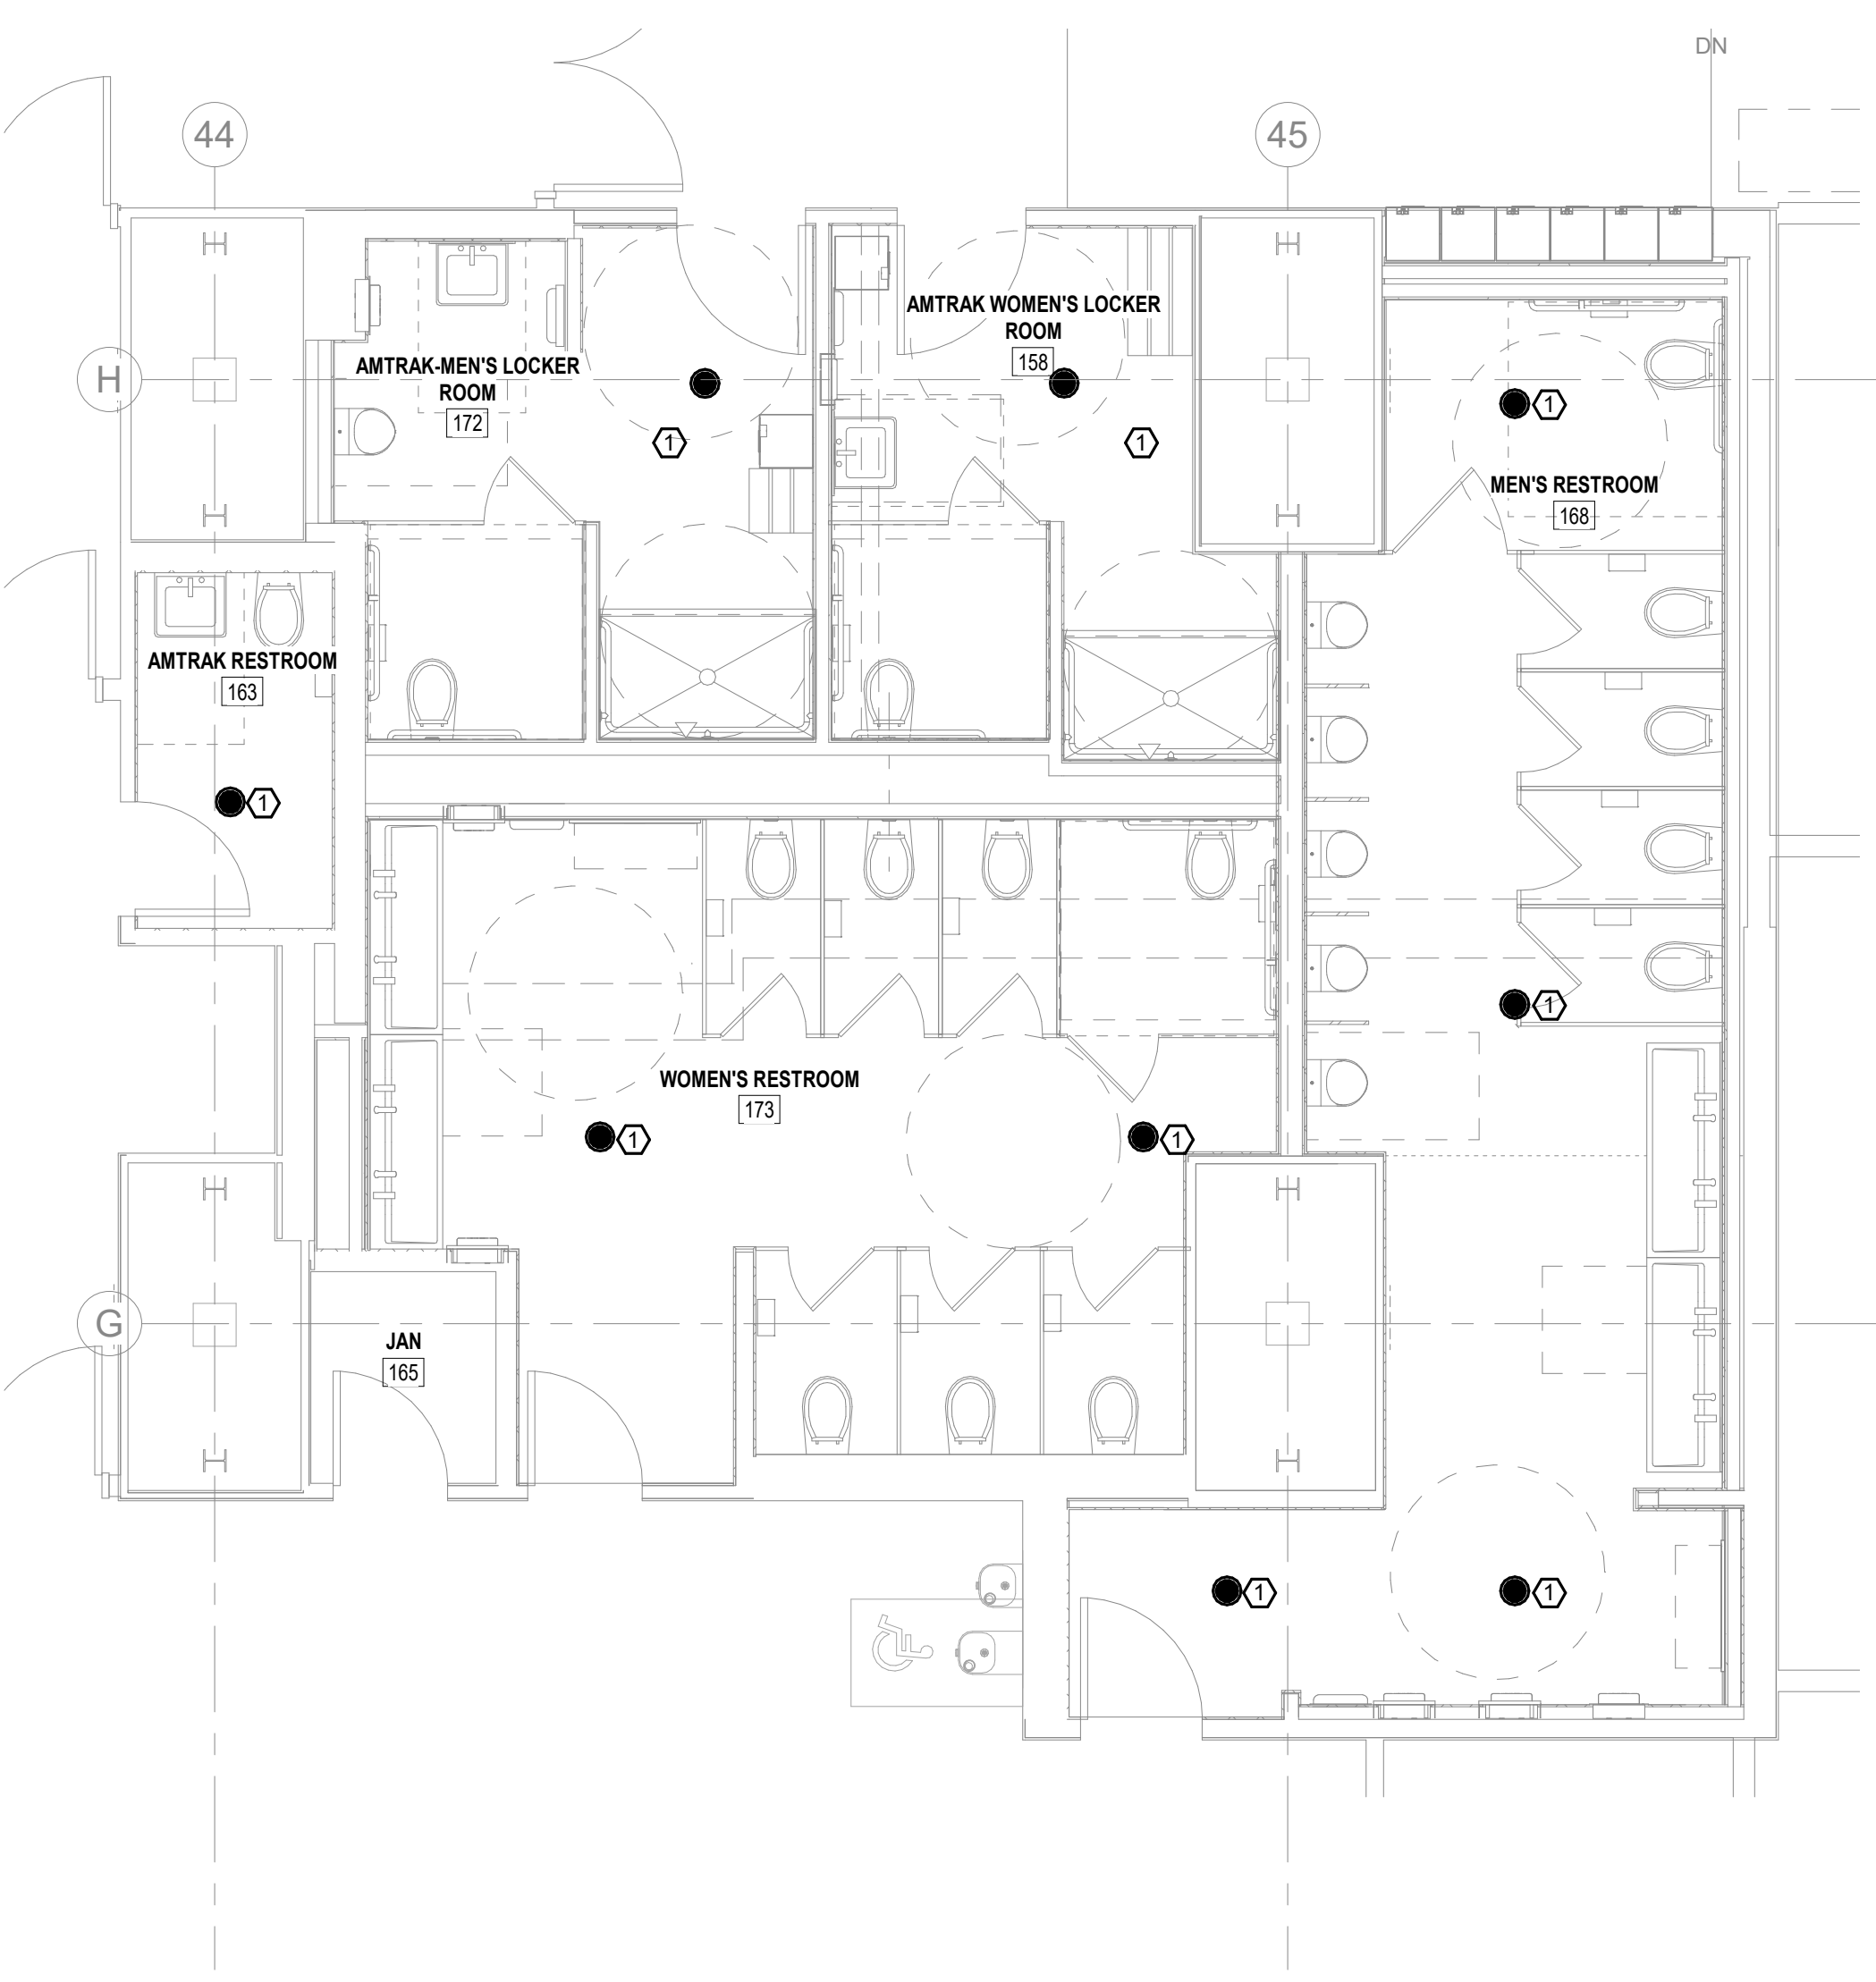 DN
44
45
AMTRAK WOMEN'S LOCKER
ROOM
158
AMTRAK-MEN'S LOCKER
ROOM
172
H
1
1
1
MEN'S RESTROOM
168
AMTRAK RESTROOM
163
1
1
WOMEN'S RESTROOM
173
1
1
G
JAN
165
1
1